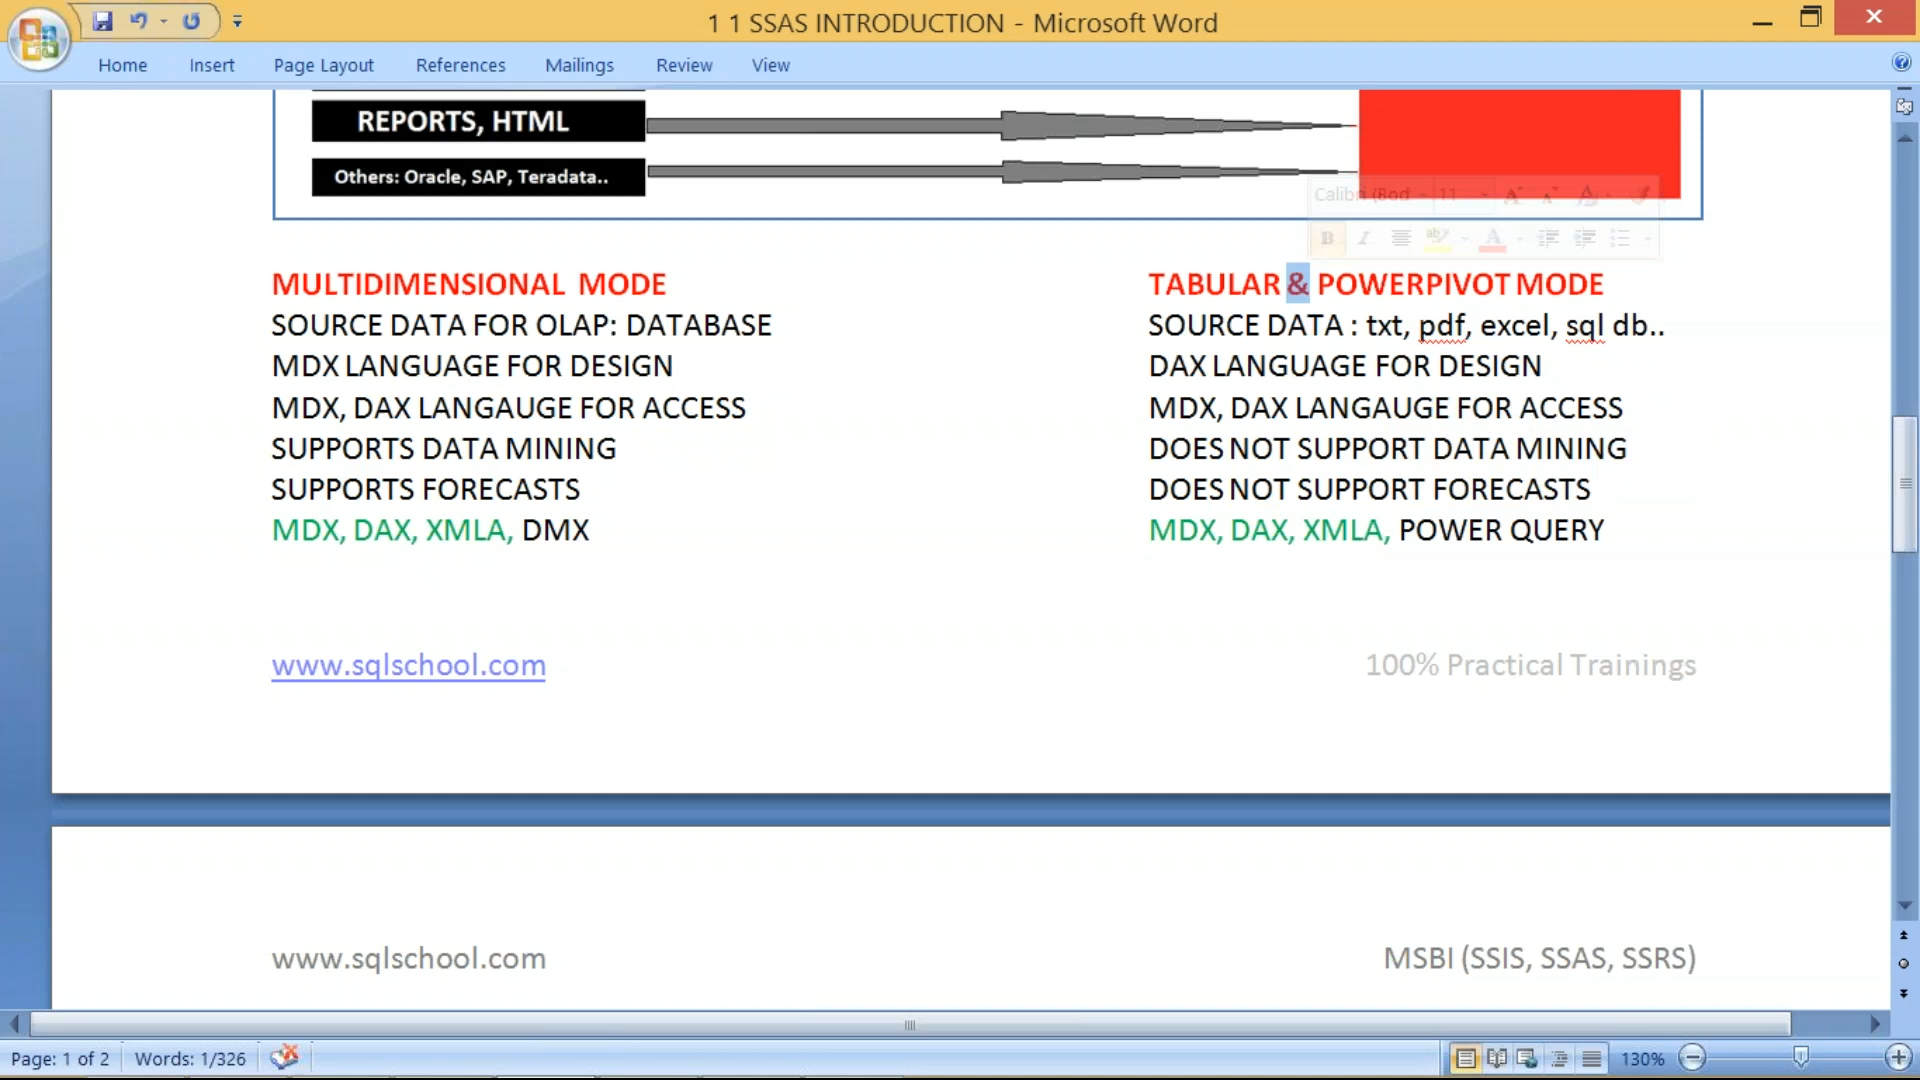 1 1 SSAS INTRODUCTION - Microsoft Word
Home Insert Page Layout References Mailings Review View
REPORTS, HTML
Others: Oracle, SAP, Teradata..
Calibri (Bod 11
MULTIDIMENSIONAL MODE
SOURCE DATA FOR OLAP: DATABASE
MDX LANGUAGE FOR DESIGN
MDX, DAX LANGAUGE FOR ACCESS
SUPPORTS DATA MINING
SUPPORTS FORECASTS
MDX, DAX, XMLA, DMX
TABULAR & POWERPIVOT MODE
SOURCE DATA : txt, pdf, excel, sql db..
DAX LANGUAGE FOR DESIGN
MDX, DAX LANGAUGE FOR ACCESS
DOES NOT SUPPORT DATA MINING
DOES NOT SUPPORT FORECASTS
MDX, DAX, XMLA, POWER QUERY
www.sqlschool.com 100% Practical Trainings
www.sqlschool.com MSBI (SSIS, SSAS, SSRS)
Page: 1 of 2 Words: 1/326 130%